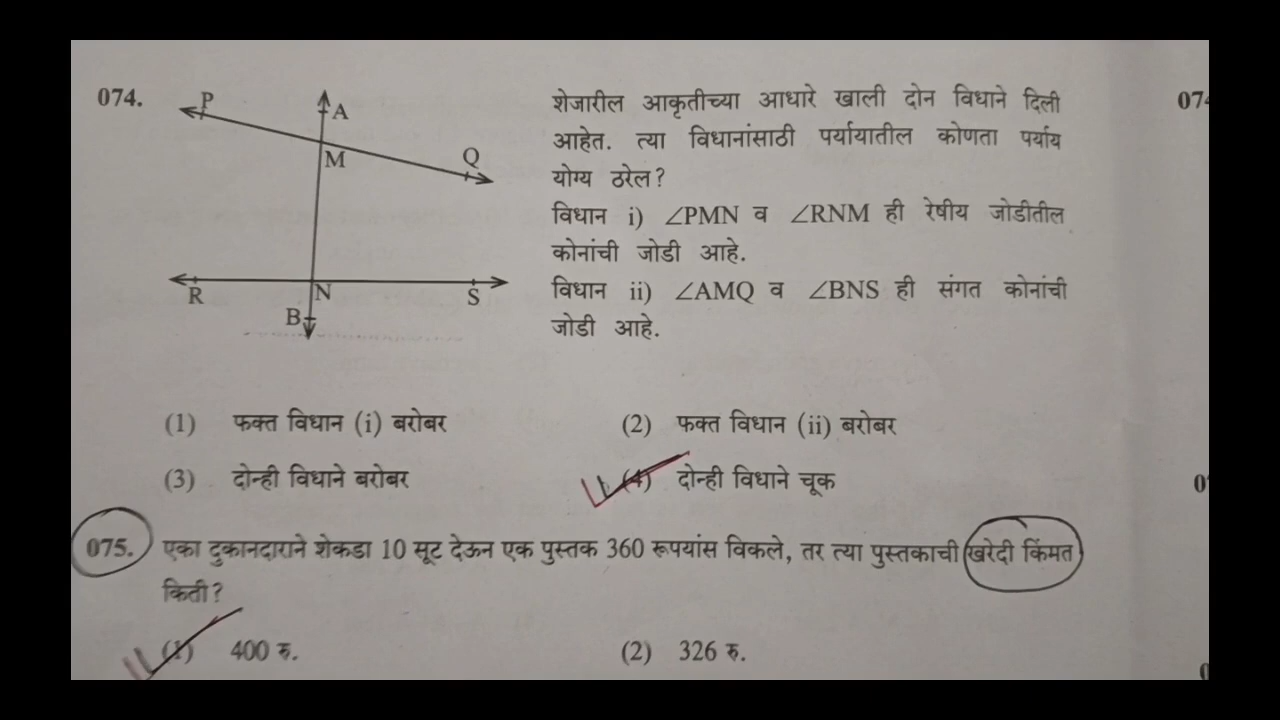 074.
P
A
M
Q
R
N
S
B
शेजारील आकृतीच्या आधारे खाली दोन विधाने दिली
आहेत. त्या विधानांसाठी पर्यायातील कोणता पर्याय
योग्य ठरेल?
विधान i) ∠PMN व ∠RNM ही रेषीय जोडीतील
कोनांची जोडी आहे.
विधान ii) ∠AMQ व ∠BNS ही संगत कोनांची
जोडी आहे.
(1) फक्त विधान (i) बरोबर (2) फक्त विधान (ii) बरोबर
(3) दोन्ही विधाने बरोबर (4) दोन्ही विधाने चूक
075. एका दुकानदाराने शेकडा 10 सूट देऊन एक पुस्तक 360 रूपयांस विकले, तर त्या पुस्तकाची खरेदी किंमत
किती?
(1) 400 रु. (2) 326 रु.